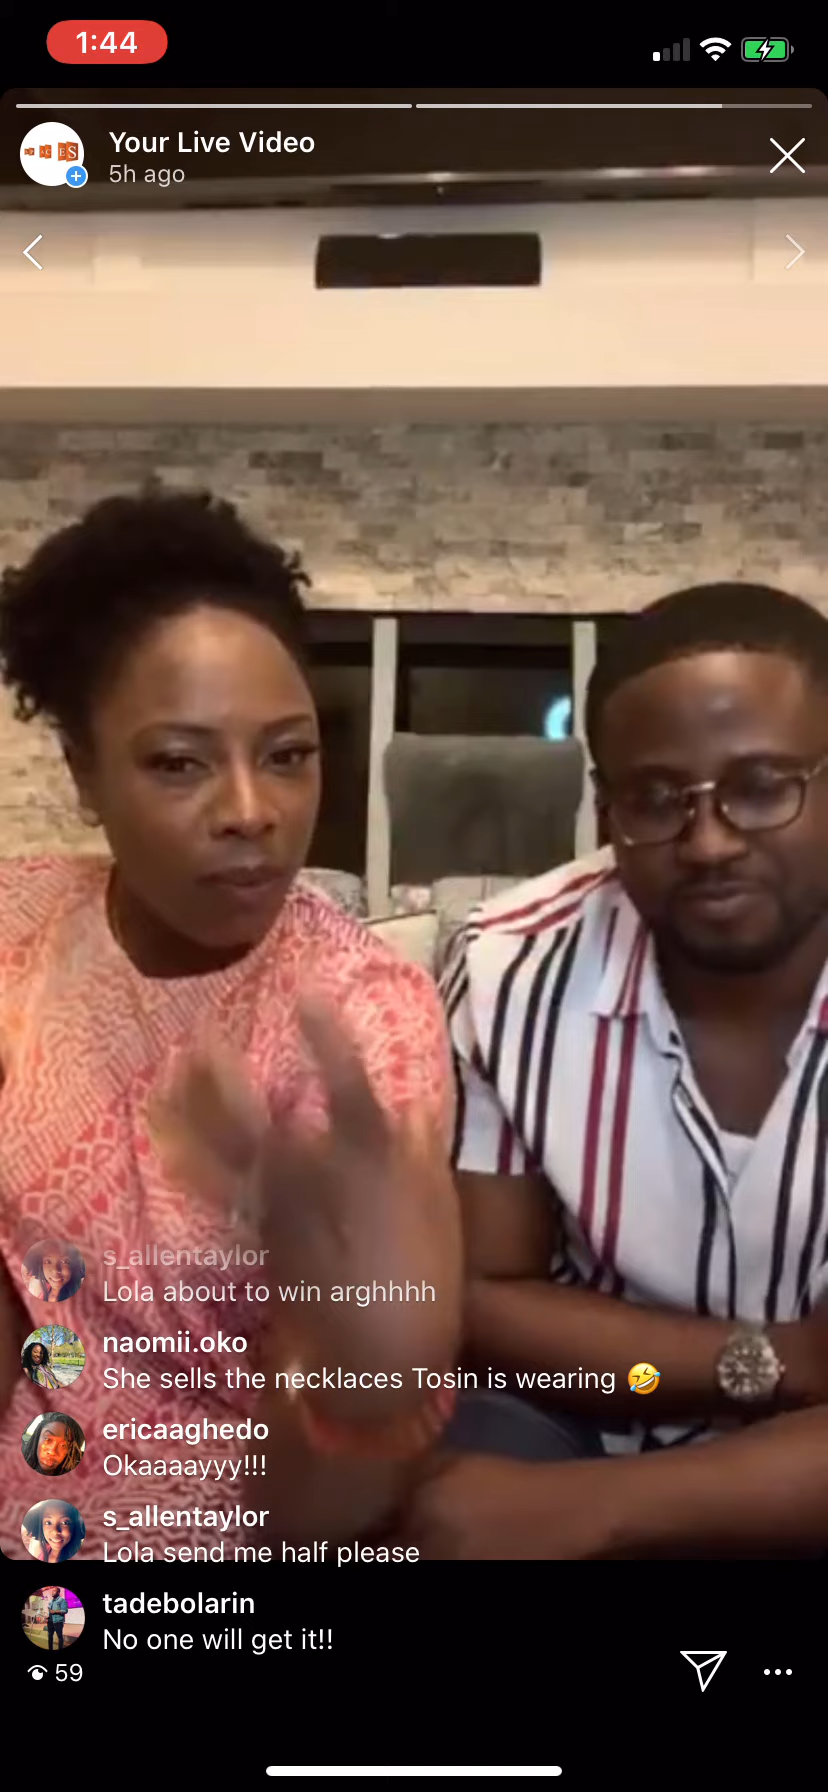 1:44
Your Live Video
5h ago
s_allentaylor
Lola about to win arghhhh
naomii.oko
She sells the necklaces Tosin is wearing 🤣
ericaaghedo
Okaaaayyy!!!
s_allentaylor
Lola send me half please
tadebolarin
No one will get it!!
59